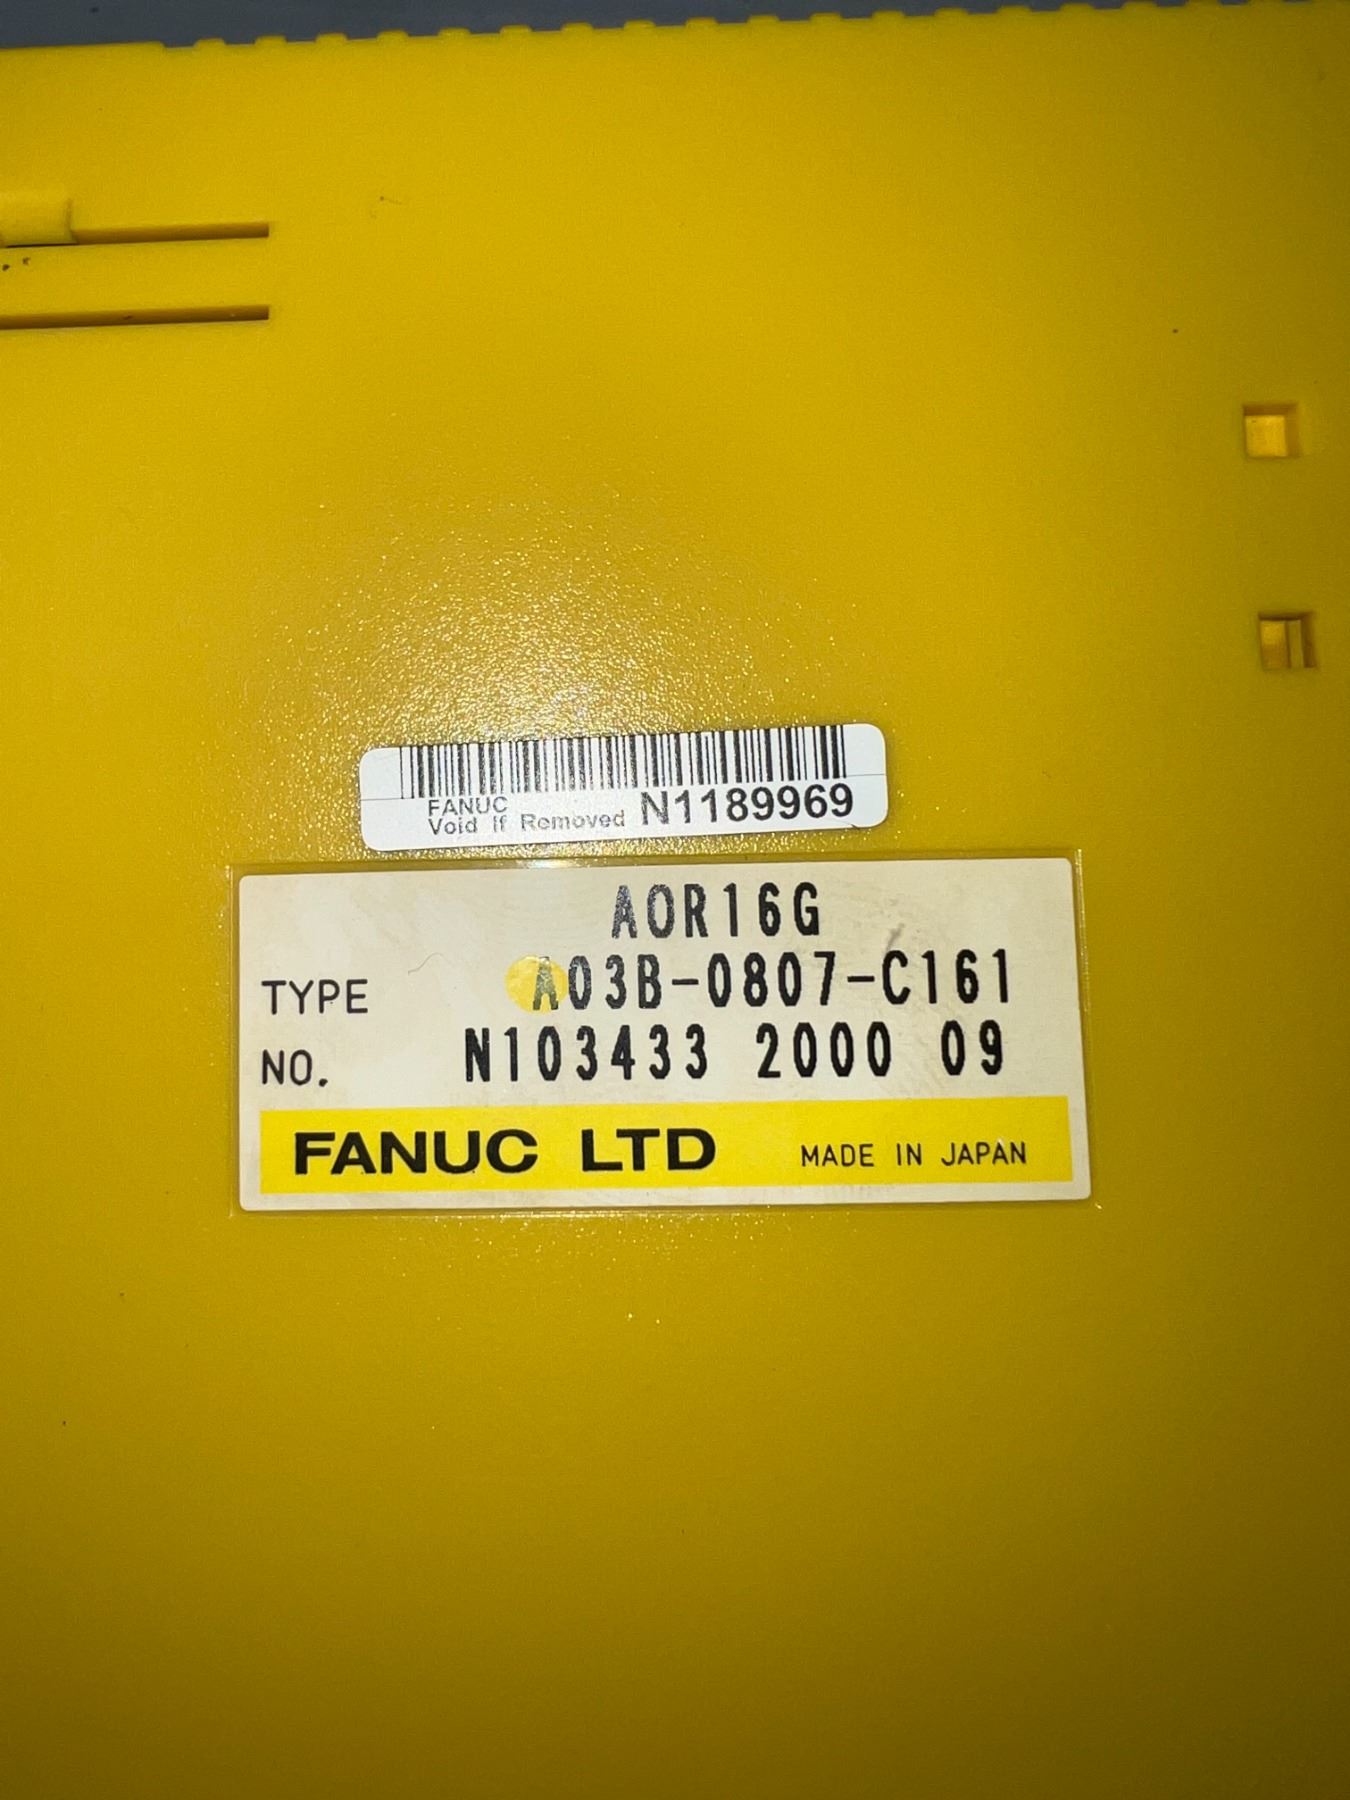 FANUC
Void If Removed N1189969
AOR16G
TYPE A03B-0807-C161
NO. N103433 2000 09
FANUC LTD MADE IN JAPAN